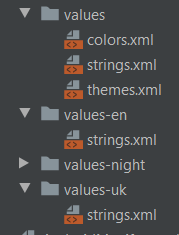 values
colors.xml
strings.xml
themes.xml
values-en
strings.xml
values-night
values-uk
strings.xml